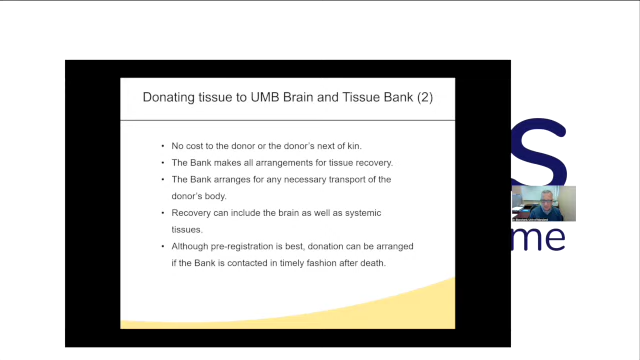 Donating tissue to UMB Brain and Tissue Bank (2)
• No cost to the donor or the donor's next of kin.
• The Bank makes all arrangements for tissue recovery.
• The Bank arranges for any necessary transport of the
donor's body.
• Recovery can include the brain as well as systemic
tissues.
• Although pre-registration is best, donation can be arranged
if the Bank is contacted in timely fashion after death.
s
me